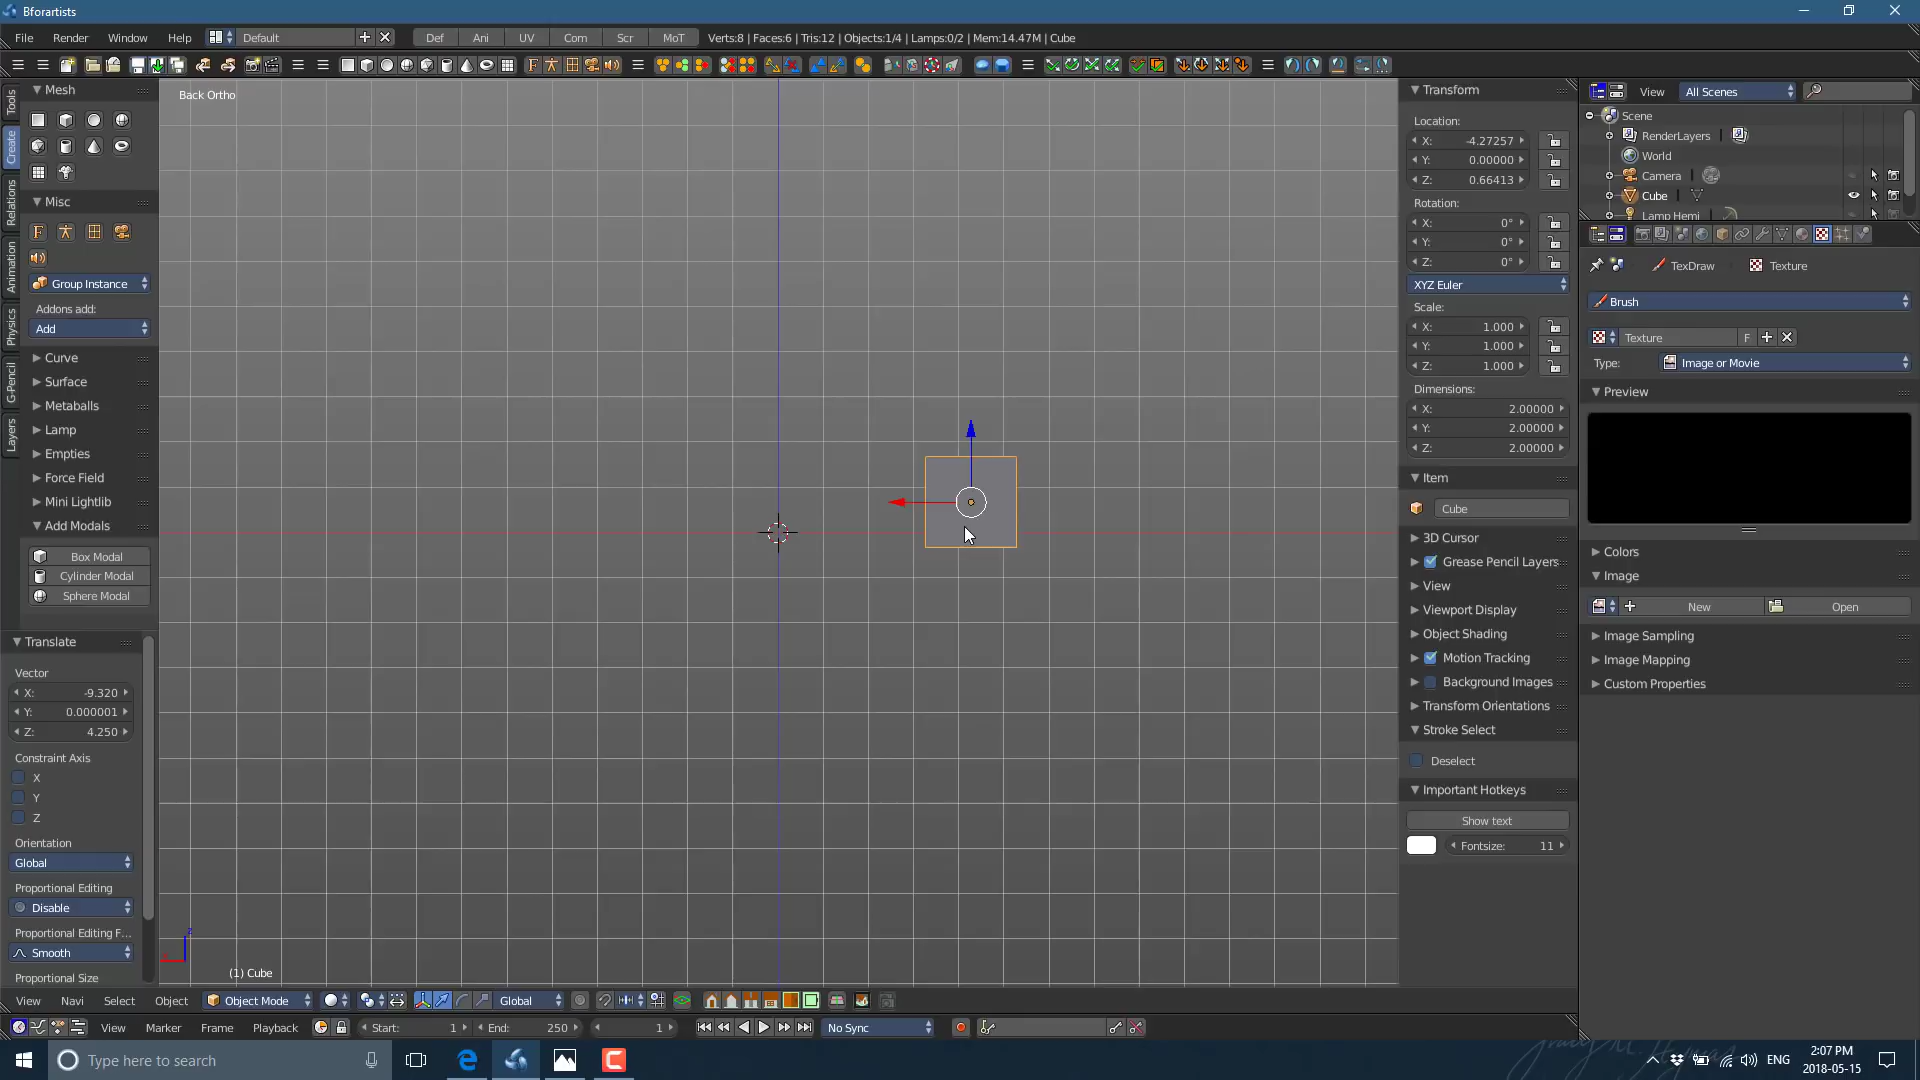 Bforartists
File Render Window Help Default Def Ani UV Com Scr MoT Verts:8 | Faces:6 | Tris:12 | Objects:1/4 | Lamps:0/2 | Mem:14.47M | Cube
Tools
Create
Relations
Animation
Physics
G-Pencil
Layers
Mesh
Misc
Group Instance
Addons add:
Add
Curve
Surface
Metaballs
Lamp
Empties
Force Field
Mini Lightlib
Add Modals
Box Modal
Cylinder Modal
Sphere Modal
Translate
Vector
X: -9.320
Y: 0.000001
Z: 4.250
Constraint Axis
X
Y
Z
Orientation
Global
Proportional Editing
Disable
Proportional Editing F...
Smooth
Proportional Size
Back Ortho
z
(1) Cube
Transform
Location:
X: -4.27257
Y: 0.00000
Z: 0.66413
Rotation:
X: 0°
Y: 0°
Z: 0°
XYZ Euler
Scale:
X: 1.000
Y: 1.000
Z: 1.000
Dimensions:
X: 2.00000
Y: 2.00000
Z: 2.00000
Item
Cube
3D Cursor
Grease Pencil Layers
View
Viewport Display
Object Shading
Motion Tracking
Background Images
Transform Orientations
Stroke Select
Deselect
Important Hotkeys
Show text
Fontsize: 11
View All Scenes
Scene
RenderLayers
World
Camera
Cube
Lamp Hemi
TexDraw Texture
Brush
Texture F
Type: Image or Movie
Preview
Colors
Image
New Open
Image Sampling
Image Mapping
Custom Properties
View Navi Select Object Object Mode Global
View Marker Frame Playback Start: 1 End: 250 1 No Sync
Type here to search
ENG
2:07 PM
2018-05-15